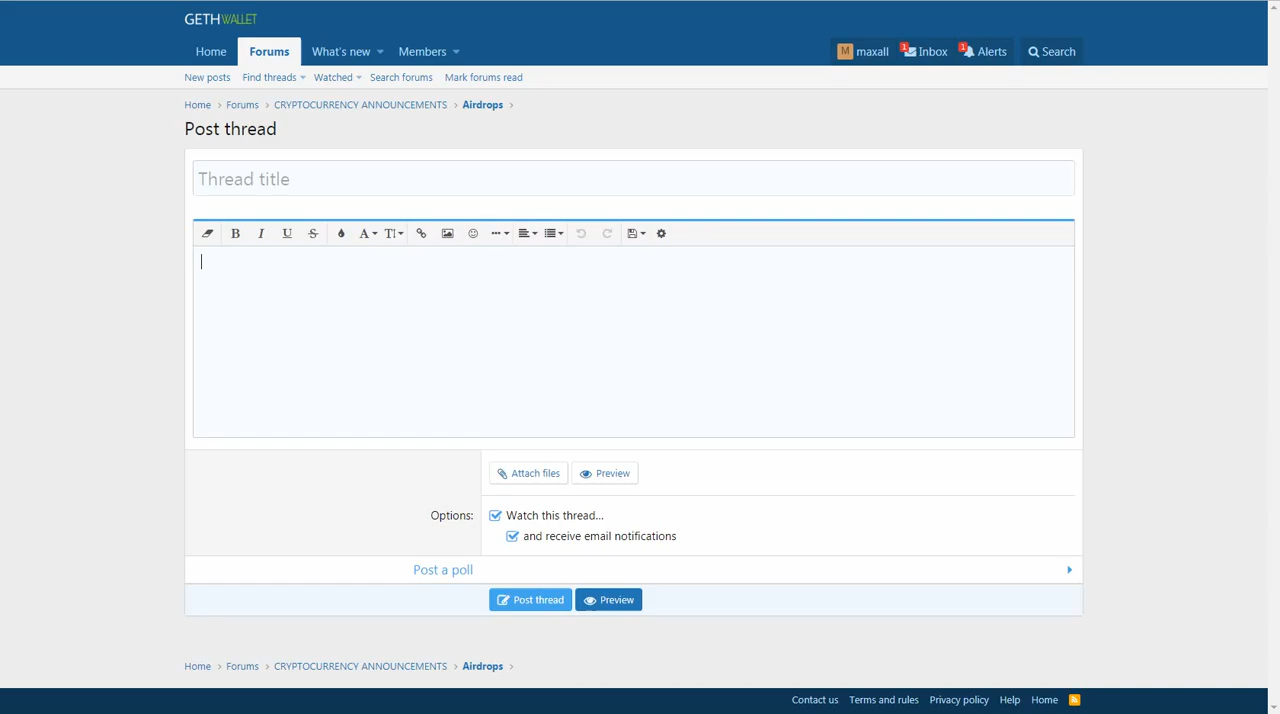 GETHWALLET
Home Forums What's new Members M maxall 1 Inbox 1 Alerts Search
New posts Find threads Watched Search forums Mark forums read
Home Forums CRYPTOCURRENCY ANNOUNCEMENTS Airdrops
Post thread
Thread title
B I U S A TI
Attach files Preview
Options: Watch this thread...
and receive email notifications
Post a poll
Post thread Preview
Home Forums CRYPTOCURRENCY ANNOUNCEMENTS Airdrops
Contact us Terms and rules Privacy policy Help Home